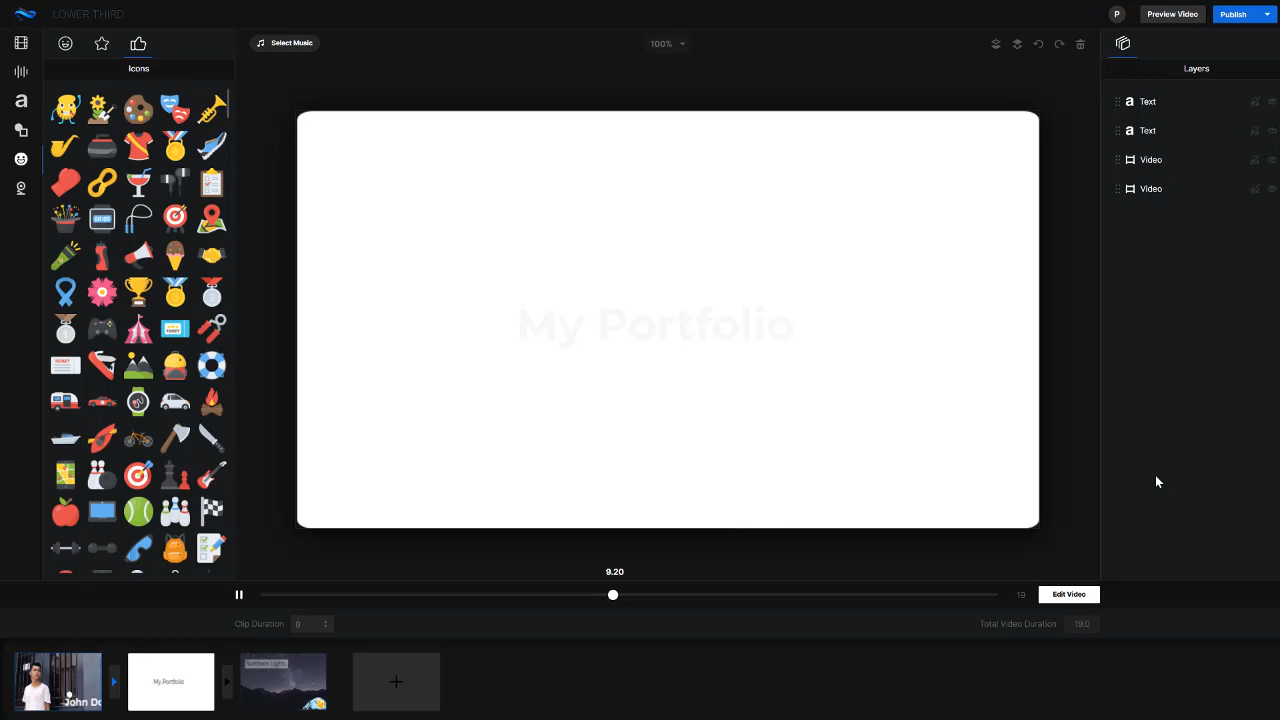 LOWER THIRD
P
Preview Video
Publish
Select Music
100%
Icons
Layers
a Text
a Text
Video
Video
My Portfolio
9.20
19
Edit Video
Clip Duration
9
Total Video Duration
19.0
John Do
My Portfolio
Northern Lights